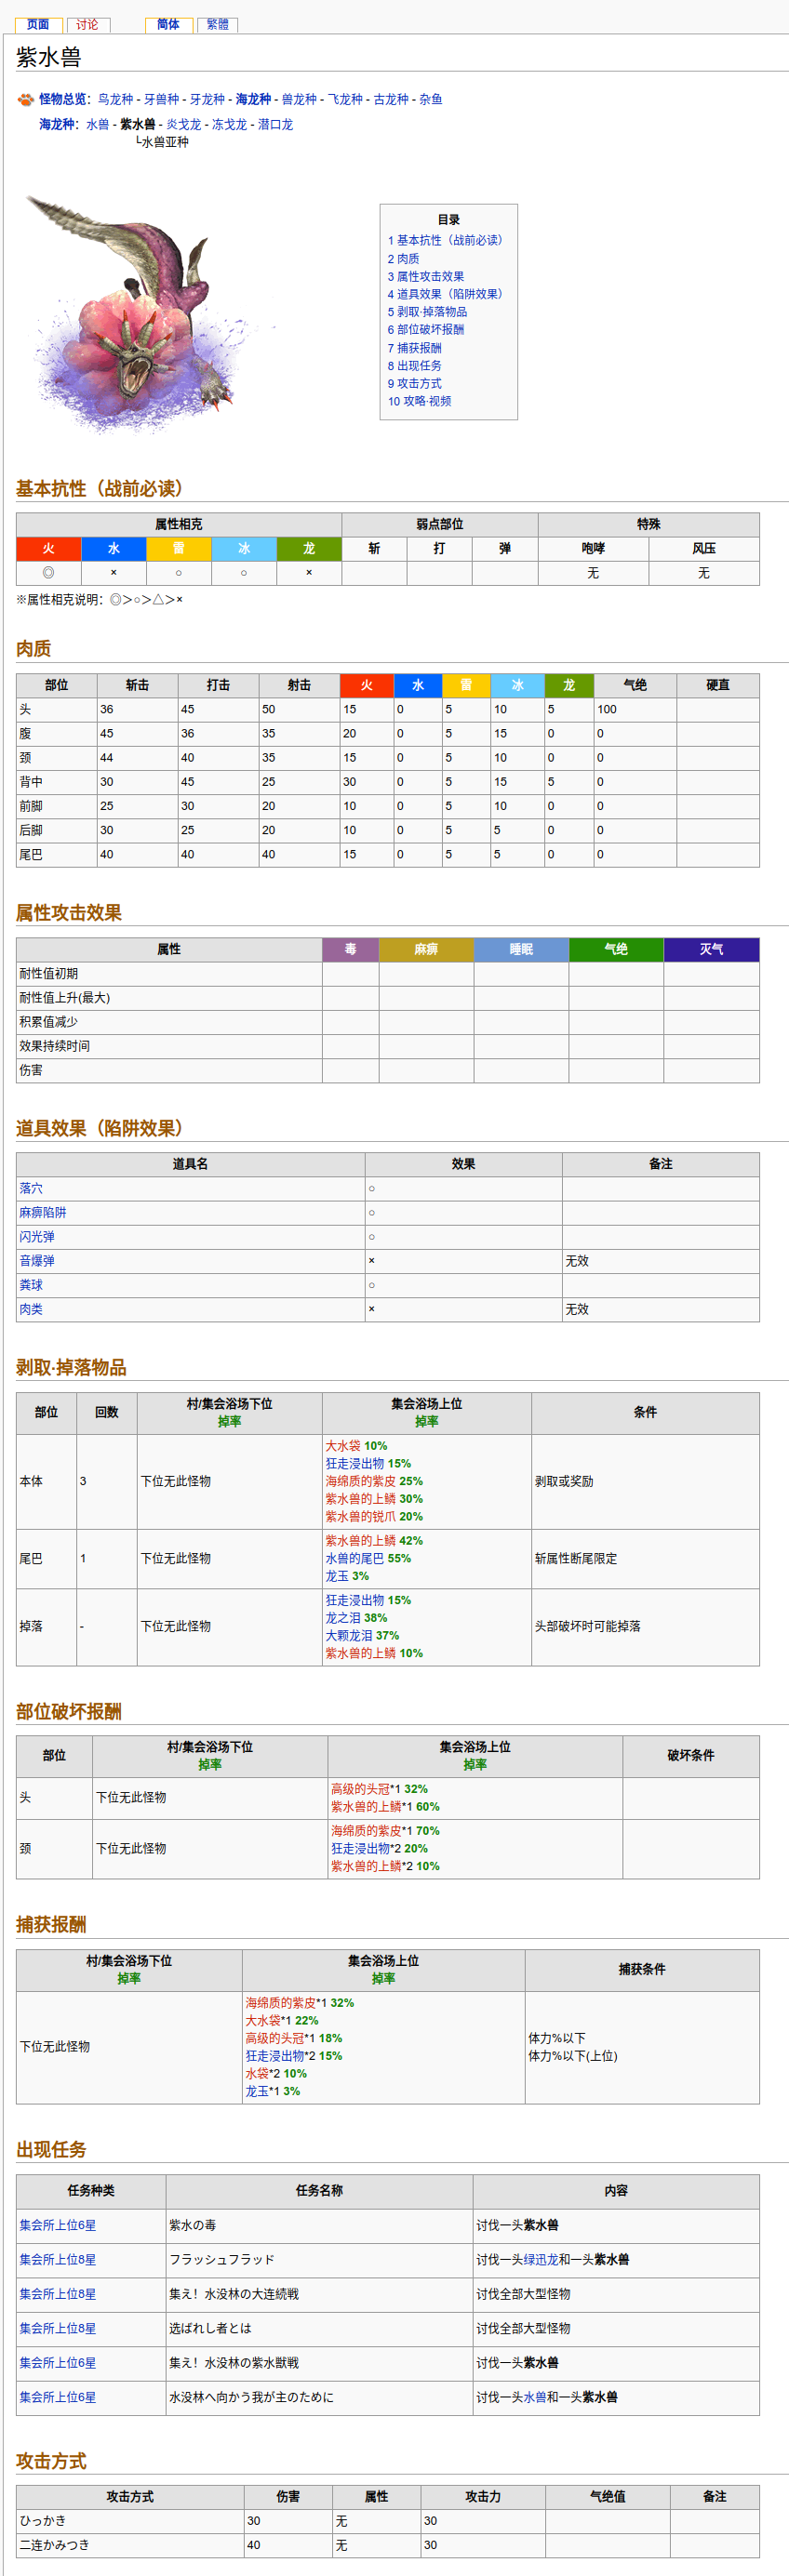 页面 讨论 简体 繁體
紫水兽
怪物总览：鸟龙种 - 牙兽种 - 牙龙种 - 海龙种 - 兽龙种 - 飞龙种 - 古龙种 - 杂鱼
海龙种：水兽 - 紫水兽 - 炎戈龙 - 冻戈龙 - 潜口龙
└水兽亚种
目录
1 基本抗性（战前必读）
2 肉质
3 属性攻击效果
4 道具效果（陷阱效果）
5 剥取·掉落物品
6 部位破坏报酬
7 捕获报酬
8 出现任务
9 攻击方式
10 攻略·视频
基本抗性（战前必读）
属性相克 弱点部位 特殊
火 水 雷 冰 龙 斩 打 弹 咆哮 风压
◎ × ○ ○ × 无 无
※属性相克说明：◎＞○＞△＞×
肉质
部位 斩击 打击 射击 火 水 雷 冰 龙 气绝 硬直
头 36 45 50 15 0 5 10 5 100
腹 45 36 35 20 0 5 15 0 0
颈 44 40 35 15 0 5 10 0 0
背中 30 45 25 30 0 5 15 5 0
前脚 25 30 20 10 0 5 10 0 0
后脚 30 25 20 10 0 5 5 0 0
尾巴 40 40 40 15 0 5 5 0 0
属性攻击效果
属性 毒 麻痹 睡眠 气绝 灭气
耐性值初期
耐性值上升(最大)
积累值减少
效果持续时间
伤害
道具效果（陷阱效果）
道具名 效果 备注
落穴 ○
麻痹陷阱 ○
闪光弹 ○
音爆弹 × 无效
粪球 ○
肉类 × 无效
剥取·掉落物品
部位 回数 村/集会浴场下位 集会浴场上位 条件
掉率 掉率
本体 3 下位无此怪物 剥取或奖励
大水袋 10%
狂走浸出物 15%
海绵质的紫皮 25%
紫水兽的上鳞 30%
紫水兽的锐爪 20%
尾巴 1 下位无此怪物 斩属性断尾限定
紫水兽的上鳞 42%
水兽的尾巴 55%
龙玉 3%
掉落 - 下位无此怪物 头部破坏时可能掉落
狂走浸出物 15%
龙之泪 38%
大颗龙泪 37%
紫水兽的上鳞 10%
部位破坏报酬
部位 村/集会浴场下位 集会浴场上位 破坏条件
掉率 掉率
头 下位无此怪物
高级的头冠*1 32%
紫水兽的上鳞*1 60%
颈 下位无此怪物
海绵质的紫皮*1 70%
狂走浸出物*2 20%
紫水兽的上鳞*2 10%
捕获报酬
村/集会浴场下位 集会浴场上位 捕获条件
掉率 掉率
下位无此怪物
海绵质的紫皮*1 32%
大水袋*1 22%
高级的头冠*1 18%
狂走浸出物*2 15%
水袋*2 10%
龙玉*1 3%
体力%以下
体力%以下(上位)
出现任务
任务种类 任务名称 内容
集会所上位6星 紫水の毒 讨伐一头紫水兽
集会所上位8星 フラッシュフラッド 讨伐一头绿迅龙和一头紫水兽
集会所上位8星 集え！水没林の大连続戦 讨伐全部大型怪物
集会所上位8星 选ばれし者とは 讨伐全部大型怪物
集会所上位6星 集え！水没林の紫水獣戦 讨伐一头紫水兽
集会所上位6星 水没林へ向かう我が主のために 讨伐一头水兽和一头紫水兽
攻击方式
攻击方式 伤害 属性 攻击力 气绝值 备注
ひっかき 30 无 30
二连かみつき 40 无 30